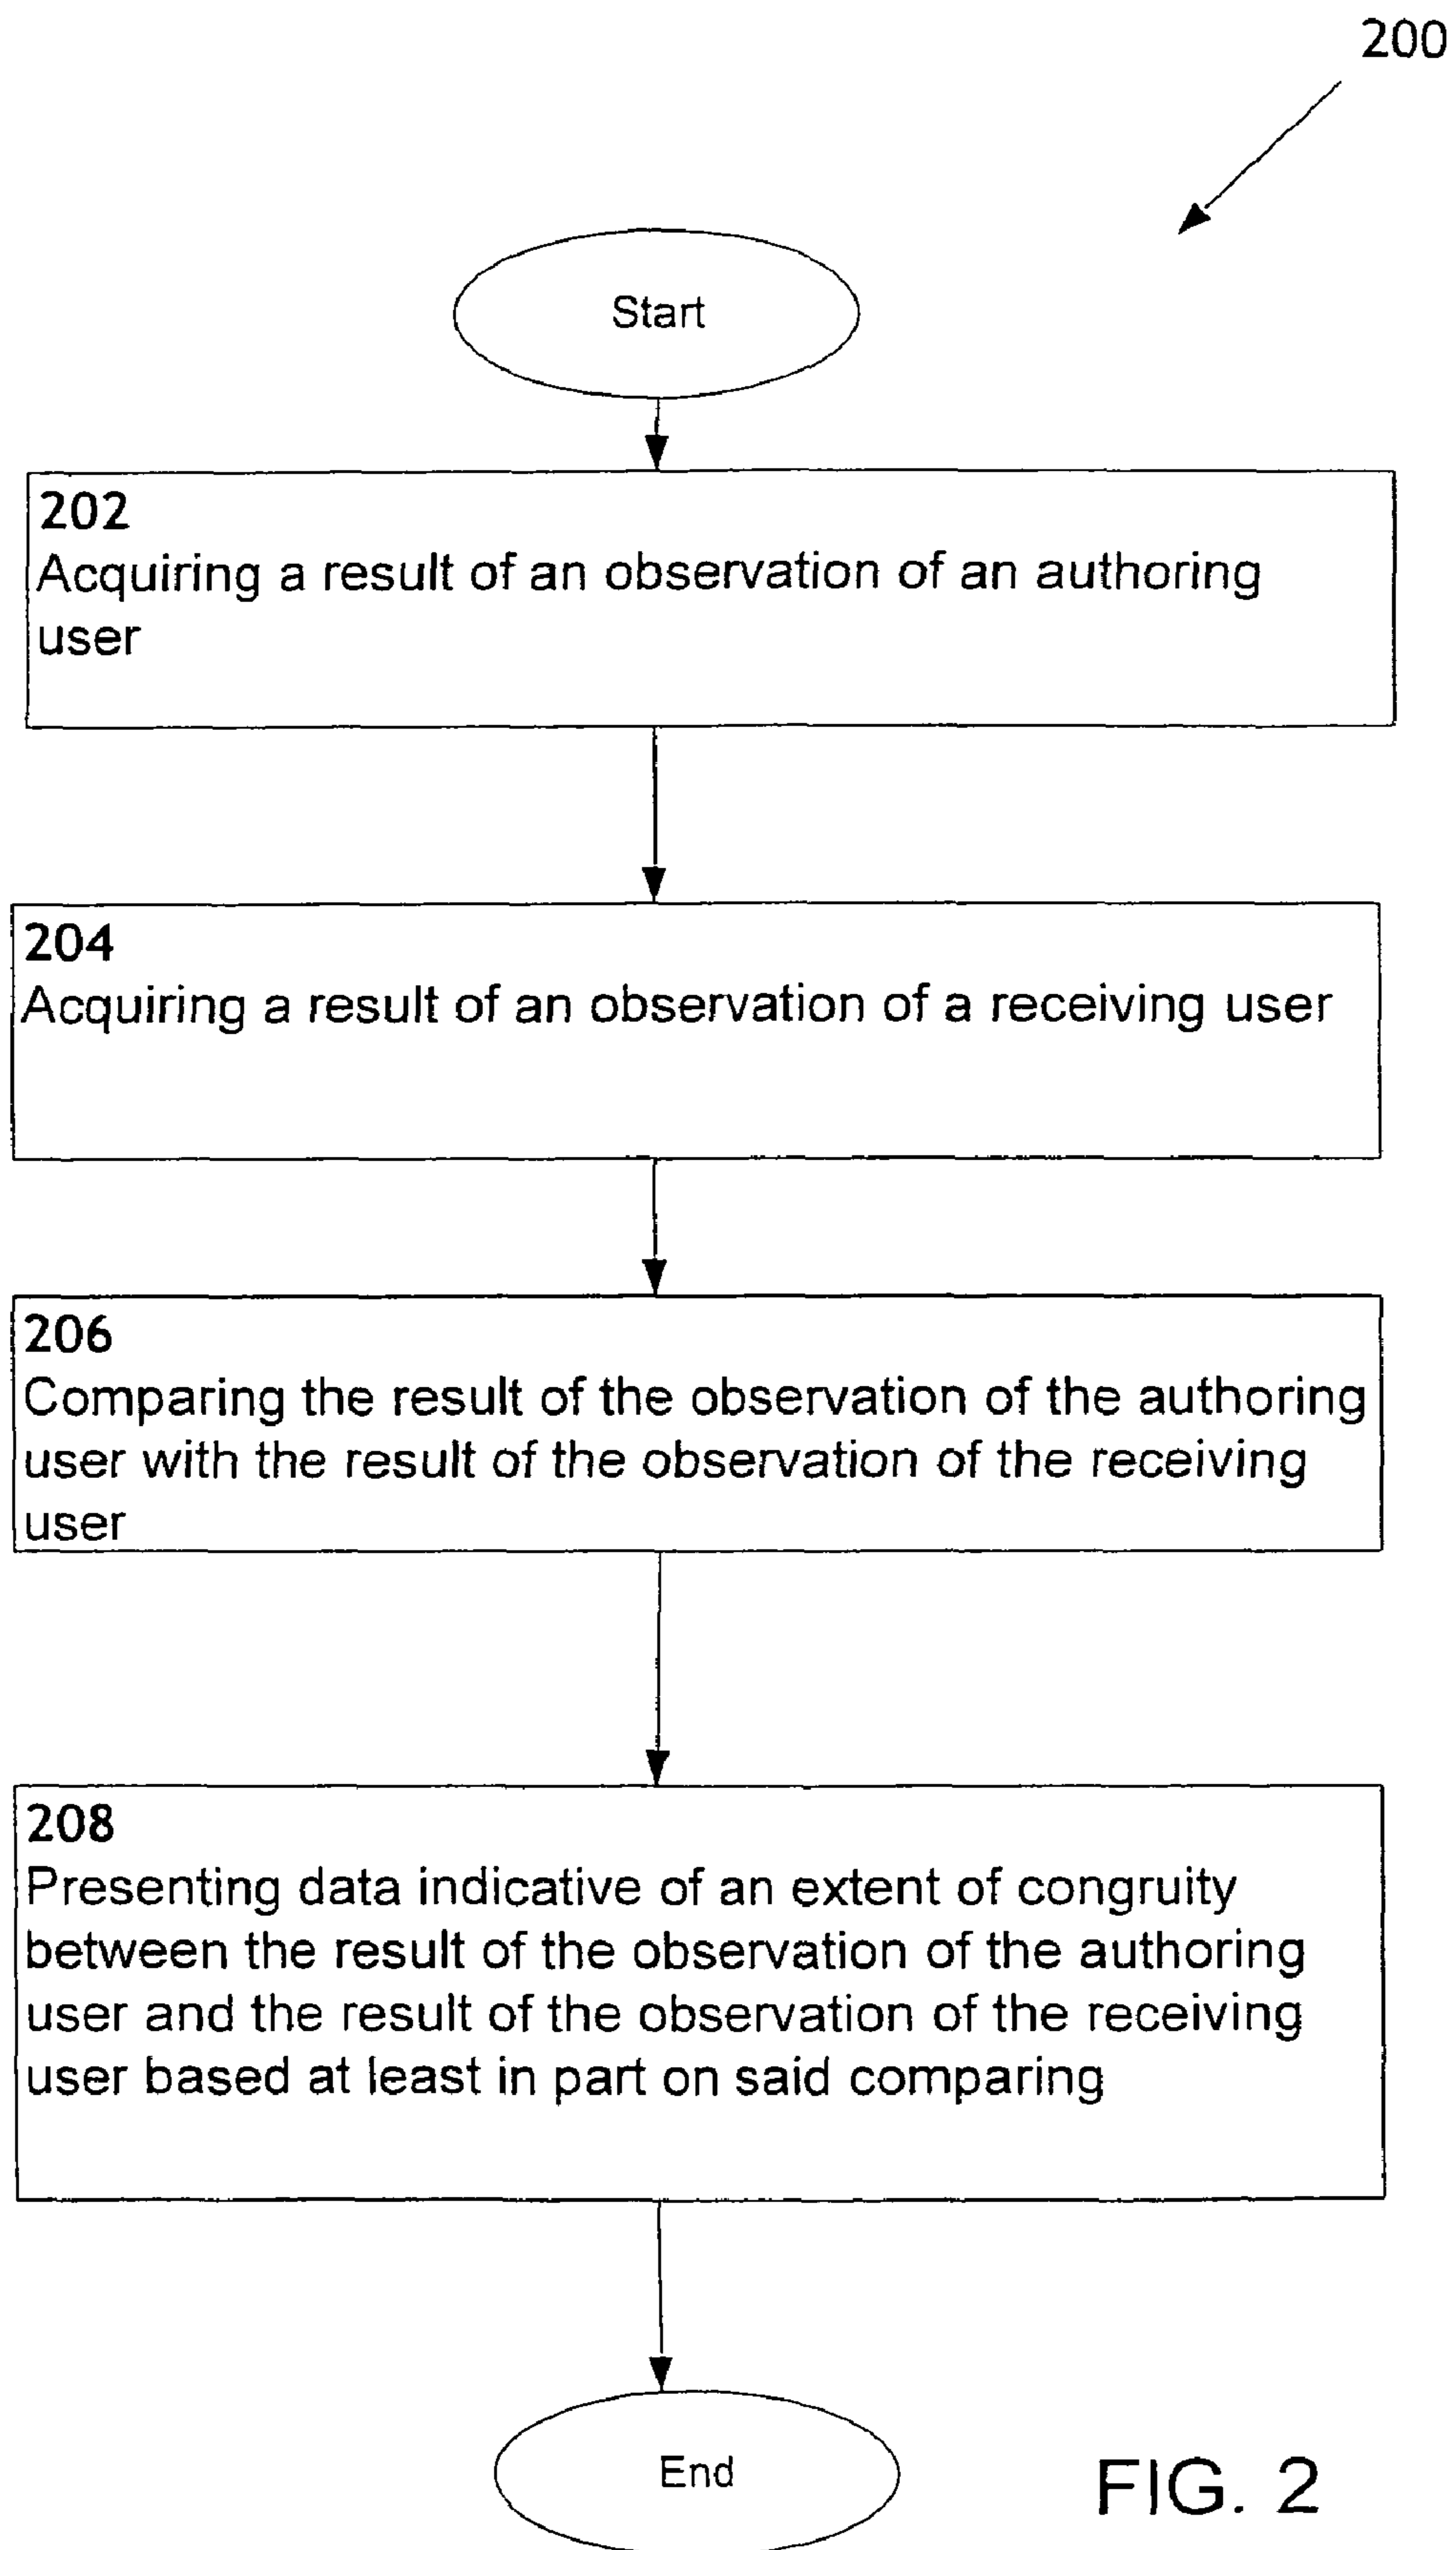 200
Start
202
Acquiring a result of an observation of an authoring
user
204
Acquiring a result of an observation of a receiving user
206
Comparing the result of the observation of the authoring
user with the result of the observation of the receiving
user
208
Presenting data indicative of an extent of congruity
between the result of the observation of the authoring
user and the result of the observation of the receiving
user based at least in part on said comparing
End
FIG. 2